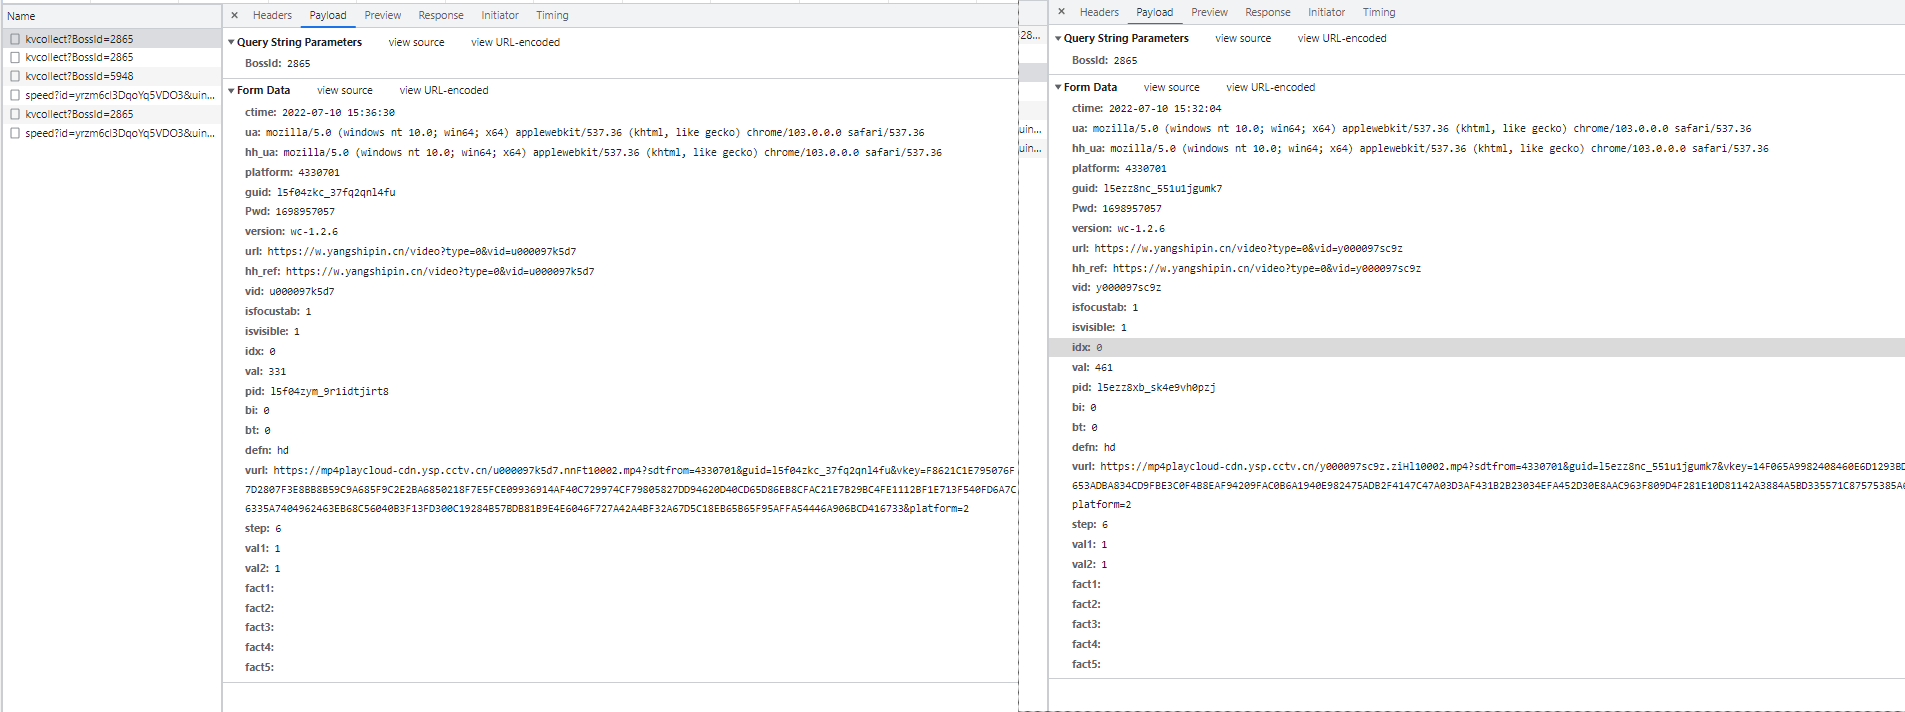 Name
kvcollect?BossId=2865
kvcollect?BossId=2865
kvcollect?BossId=5948
speed?id=yrzm6cl3DqoYq5VDO3&uin...
kvcollect?BossId=2865
speed?id=yrzm6cl3DqoYq5VDO3&uin...
× Headers Payload Preview Response Initiator Timing
Query String Parameters view source view URL-encoded
BossId: 2865
Form Data view source view URL-encoded
ctime: 2022-07-10 15:36:30
ua: mozilla/5.0 (windows nt 10.0; win64; x64) applewebkit/537.36 (khtml, like gecko) chrome/103.0.0.0 safari/537.36
hh_ua: mozilla/5.0 (windows nt 10.0; win64; x64) applewebkit/537.36 (khtml, like gecko) chrome/103.0.0.0 safari/537.36
platform: 4330701
guid: l5f04zkc_37fq2qnl4fu
Pwd: 1698957057
version: wc-1.2.6
url: https://w.yangshipin.cn/video?type=0&vid=u000097k5d7
hh_ref: https://w.yangshipin.cn/video?type=0&vid=u000097k5d7
vid: u000097k5d7
isfocustab: 1
isvisible: 1
idx: 0
val: 331
pid: l5f04zym_9r1idtjirt8
bi: 0
bt: 0
defn: hd
vurl: https://mp4playcloud-cdn.ysp.cctv.cn/u000097k5d7.nnFt10002.mp4?sdtfrom=4330701&guid=l5f04zkc_37fq2qnl4fu&vkey=F8621C1E795076F
7D2807F3E8BB8B59C9A685F9C2E2BA6850218F7E5FCE09936914AF40C729974CF79805827DD94620D40CD65D86EB8CFAC21E7B29BC4FE1112BF1E713F540FD6A7C
6335A7404962463EB68C56040B3F13FD300C19284B57BDB81B9E4E6046F727A42A4BF32A67D5C18EB65B65F95AFFA54446A906BCD416733&platform=2
step: 6
val1: 1
val2: 1
fact1:
fact2:
fact3:
fact4:
fact5:
28...
uin...
uin...
× Headers Payload Preview Response Initiator Timing
Query String Parameters view source view URL-encoded
BossId: 2865
Form Data view source view URL-encoded
ctime: 2022-07-10 15:32:04
ua: mozilla/5.0 (windows nt 10.0; win64; x64) applewebkit/537.36 (khtml, like gecko) chrome/103.0.0.0 safari/537.36
hh_ua: mozilla/5.0 (windows nt 10.0; win64; x64) applewebkit/537.36 (khtml, like gecko) chrome/103.0.0.0 safari/537.36
platform: 4330701
guid: l5ezz8nc_551u1jgumk7
Pwd: 1698957057
version: wc-1.2.6
url: https://w.yangshipin.cn/video?type=0&vid=y000097sc9z
hh_ref: https://w.yangshipin.cn/video?type=0&vid=y000097sc9z
vid: y000097sc9z
isfocustab: 1
isvisible: 1
idx: 0
val: 461
pid: l5ezz8xb_sk4e9vh0pzj
bi: 0
bt: 0
defn: hd
vurl: https://mp4playcloud-cdn.ysp.cctv.cn/y000097sc9z.ziHl10002.mp4?sdtfrom=4330701&guid=l5ezz8nc_551u1jgumk7&vkey=14F065A9982408460E6D1293BD
653ADBA834CD9FBE3C0F4B8EAF94209FAC0B6A1940E982475ADB2F4147C47A03D3AF431B2B23034EFA452D30E8AAC963F809D4F281E10D81142A3884A5BD335571C87575385A6
platform=2
step: 6
val1: 1
val2: 1
fact1:
fact2:
fact3:
fact4:
fact5: